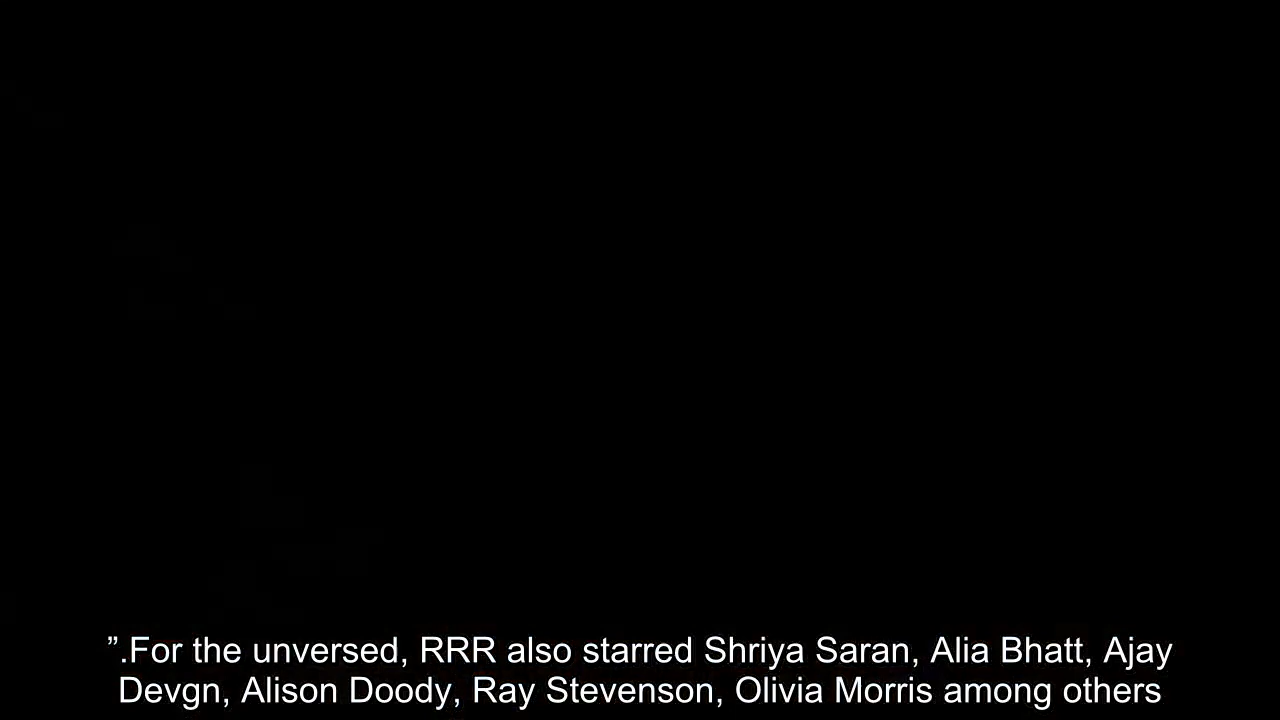 ”.For the unversed, RRR also starred Shriya Saran, Alia Bhatt, Ajay
Devgn, Alison Doody, Ray Stevenson, Olivia Morris among others